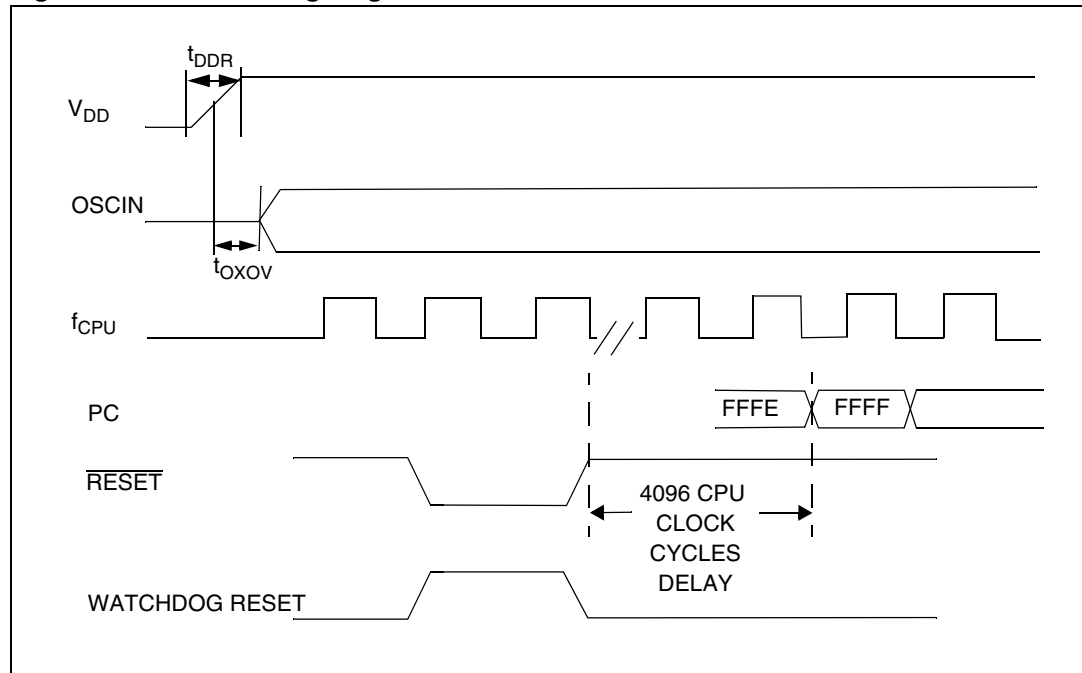 tDDR
VDD
OSCIN
tOXOV
fCPU
PC
FFFE
FFFF
RESET
4096 CPU
CLOCK
CYCLES
DELAY
WATCHDOG RESET